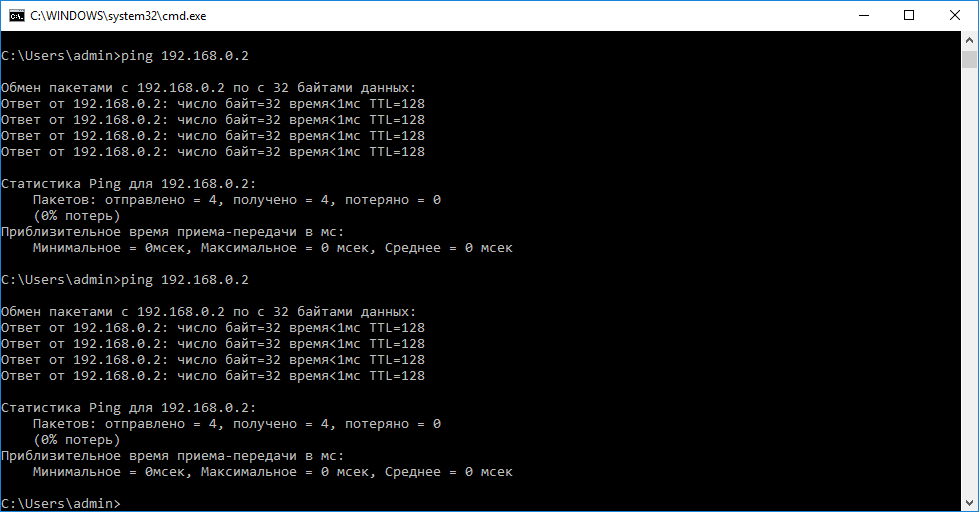 C:\WINDOWS\system32\cmd.exe
C:\Users\admin>ping 192.168.0.2
Обмен пакетами с 192.168.0.2 по с 32 байтами данных:
Ответ от 192.168.0.2: число байт=32 время<1мс TTL=128
Ответ от 192.168.0.2: число байт=32 время<1мс TTL=128
Ответ от 192.168.0.2: число байт=32 время<1мс TTL=128
Ответ от 192.168.0.2: число байт=32 время<1мс TTL=128
Статистика Ping для 192.168.0.2:
Пакетов: отправлено = 4, получено = 4, потеряно = 0
(0% потерь)
Приблизительное время приема-передачи в мс:
Минимальное = 0мсек, Максимальное = 0 мсек, Среднее = 0 мсек
C:\Users\admin>ping 192.168.0.2
Обмен пакетами с 192.168.0.2 по с 32 байтами данных:
Ответ от 192.168.0.2: число байт=32 время<1мс TTL=128
Ответ от 192.168.0.2: число байт=32 время<1мс TTL=128
Ответ от 192.168.0.2: число байт=32 время<1мс TTL=128
Ответ от 192.168.0.2: число байт=32 время<1мс TTL=128
Статистика Ping для 192.168.0.2:
Пакетов: отправлено = 4, получено = 4, потеряно = 0
(0% потерь)
Приблизительное время приема-передачи в мс:
Минимальное = 0мсек, Максимальное = 0 мсек, Среднее = 0 мсек
C:\Users\admin>